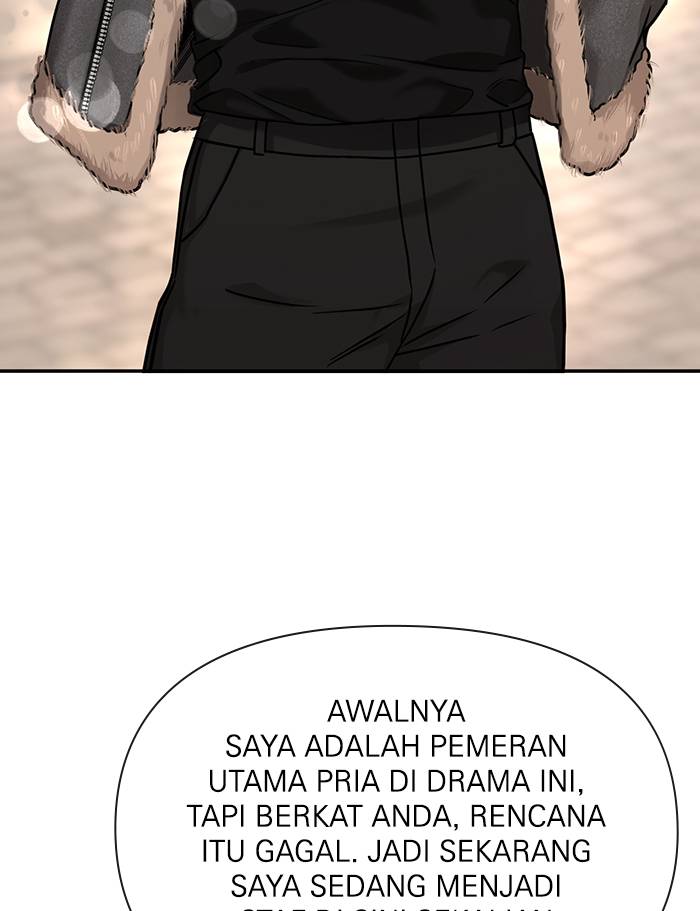 AWALNYA
SAYA ADALAH PEMERAN
UTAMA PRIA DI DRAMA INI,
TAPI BERKAT ANDA, RENCANA
ITU GAGAL. JADI SEKARANG
SAYA SEDANG MENJADI